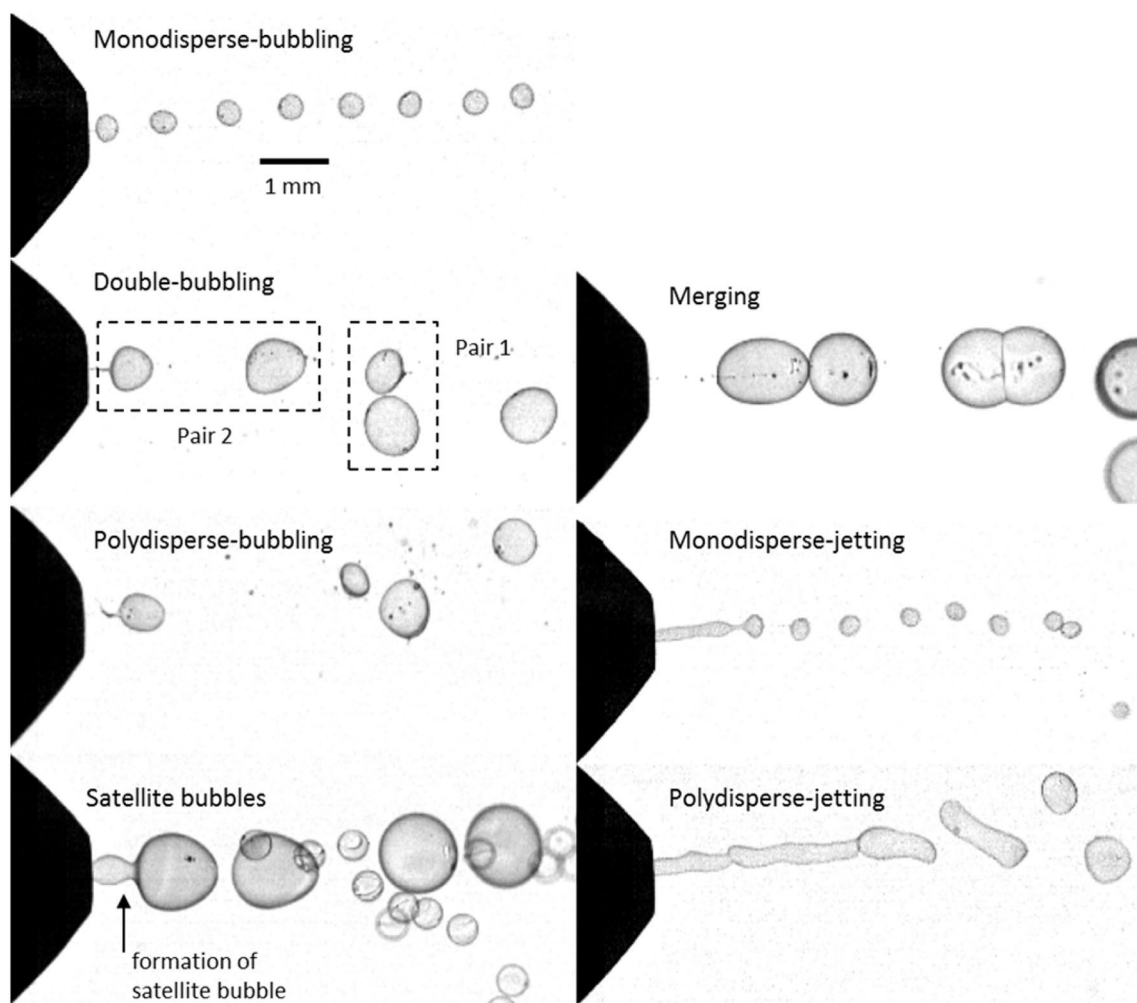 Monodisperse-bubbling
1 mm
Double-bubbling
Pair 1
Pair 2
Merging
Polydisperse-bubbling
Monodisperse-jetting
Satellite bubbles
formation of
satellite bubble
Polydisperse-jetting